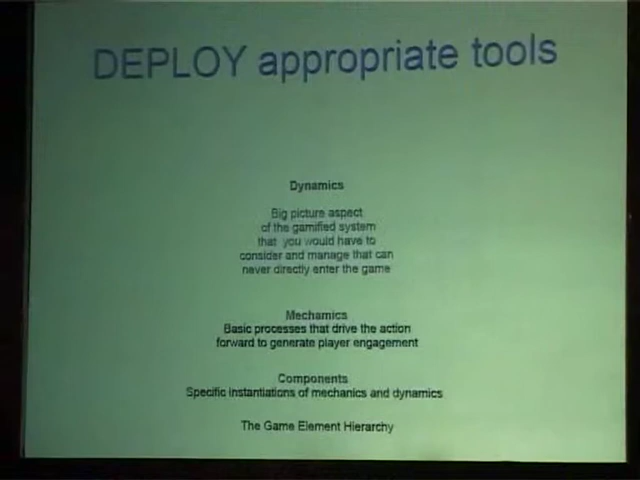 DEPLOY appropriate tools
Dynamics
Big picture aspect
of the gamified system
that you would have to
consider and manage that can
never directly enter the game
Mechamics
Basic processes that drive the action
forward to generate player engagement
Components
Specific instantiations of mechanics and dynamics
The Game Element Hierarchy